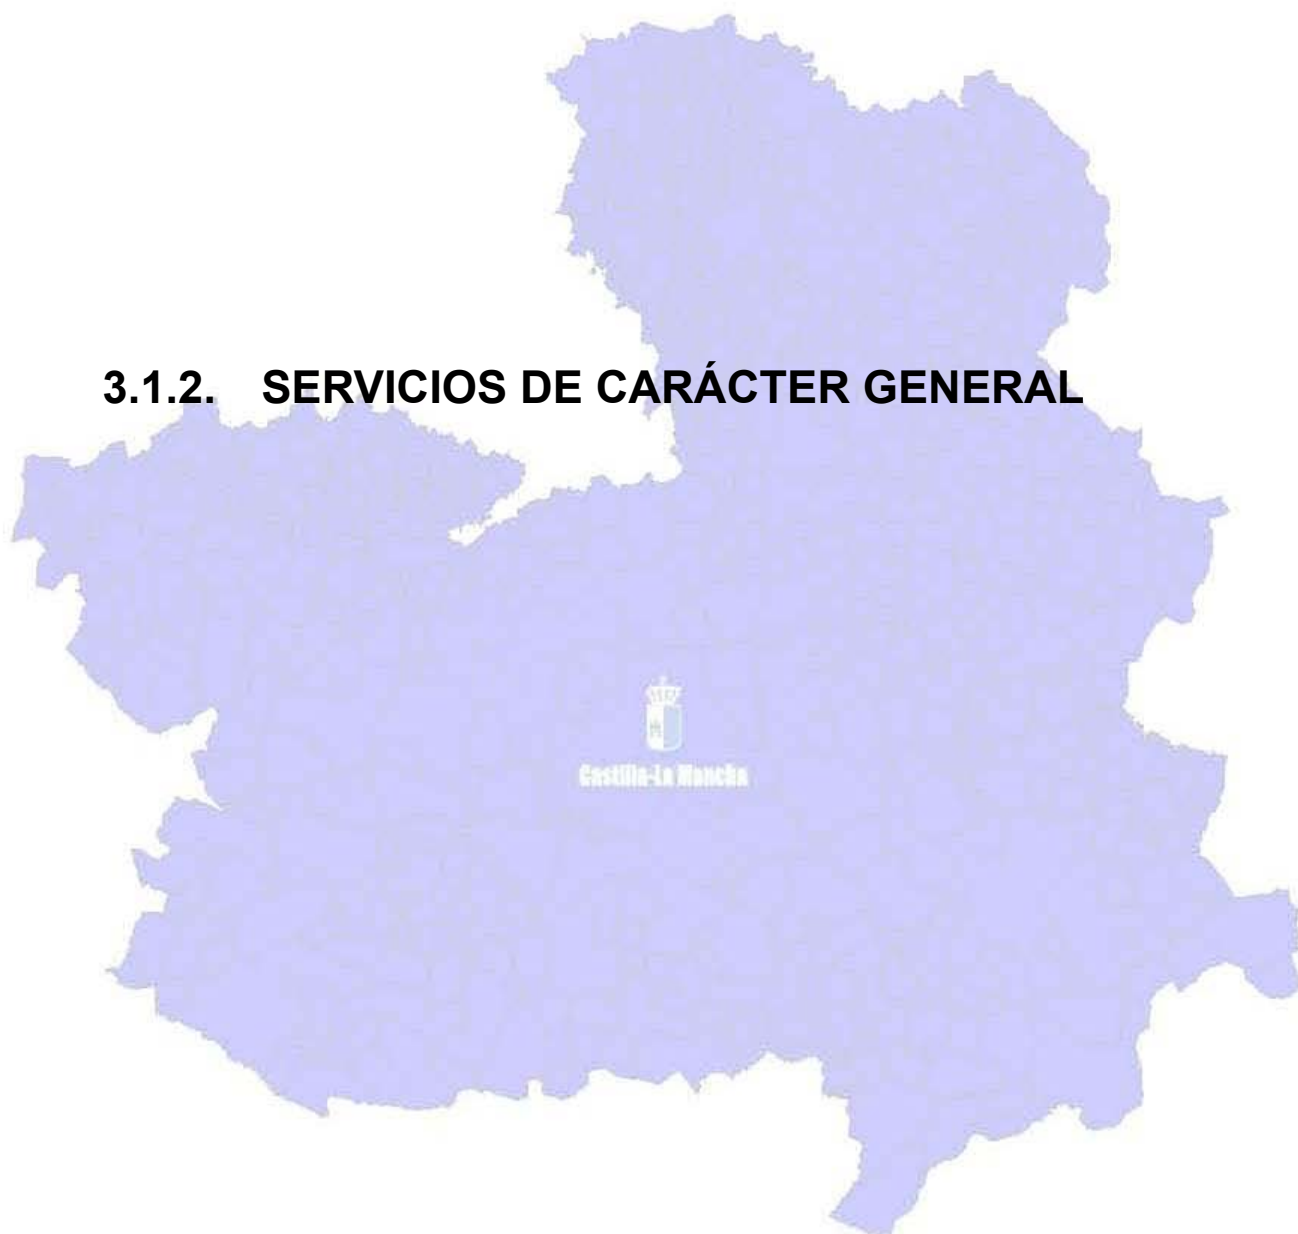 3.1.2. SERVICIOS DE CARÁCTER GENERAL
Castilla-La Mancha